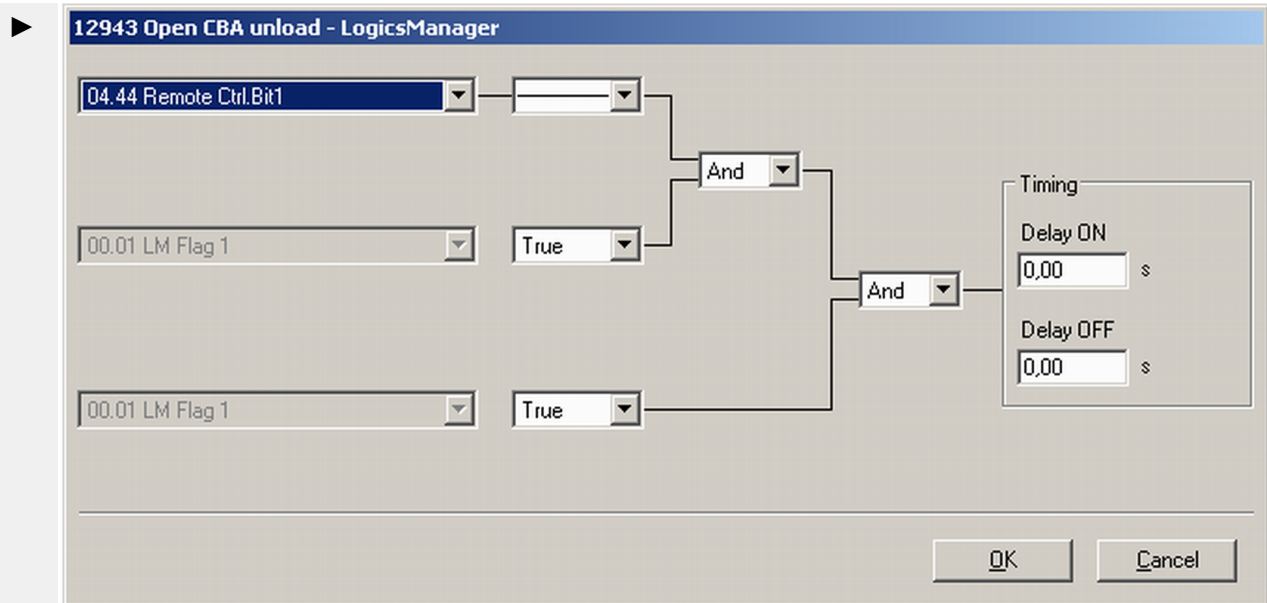 12943 Open CBA unload - LogicsManager
04.44 Remote Ctrl.Bit1
And
Timing
00.01 LM Flag 1 True
Delay ON
0,00 s
And
Delay OFF
0,00 s
00.01 LM Flag 1 True
OK Cancel